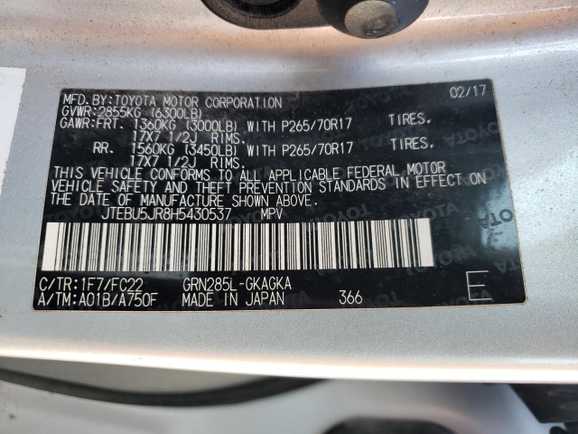 MFD. BY: TOYOTA MOTOR CORPORATION 02/17
GVWR: 2855KG (6300LB)
GAWR: FRT. 1360KG (3000LB) WITH P265/70R17 TIRES.
17X7 1/2J RIMS.
RR. 1560KG (3450LB) WITH P265/70R17 TIRES.
17X7 1/2J RIMS.
THIS VEHICLE CONFORMS TO ALL APPLICABLE FEDERAL MOTOR
VEHICLE SAFETY AND THEFT PREVENTION STANDARDS IN EFFECT ON
THE DATE OF MANUFACTURE SHOWN ABOVE.
JTEBU5JR8H5430537 MPV
C/TR: 1F7/FC22 GRN285L-GKAGKA
A/TM: A01B/A750F MADE IN JAPAN 366 E